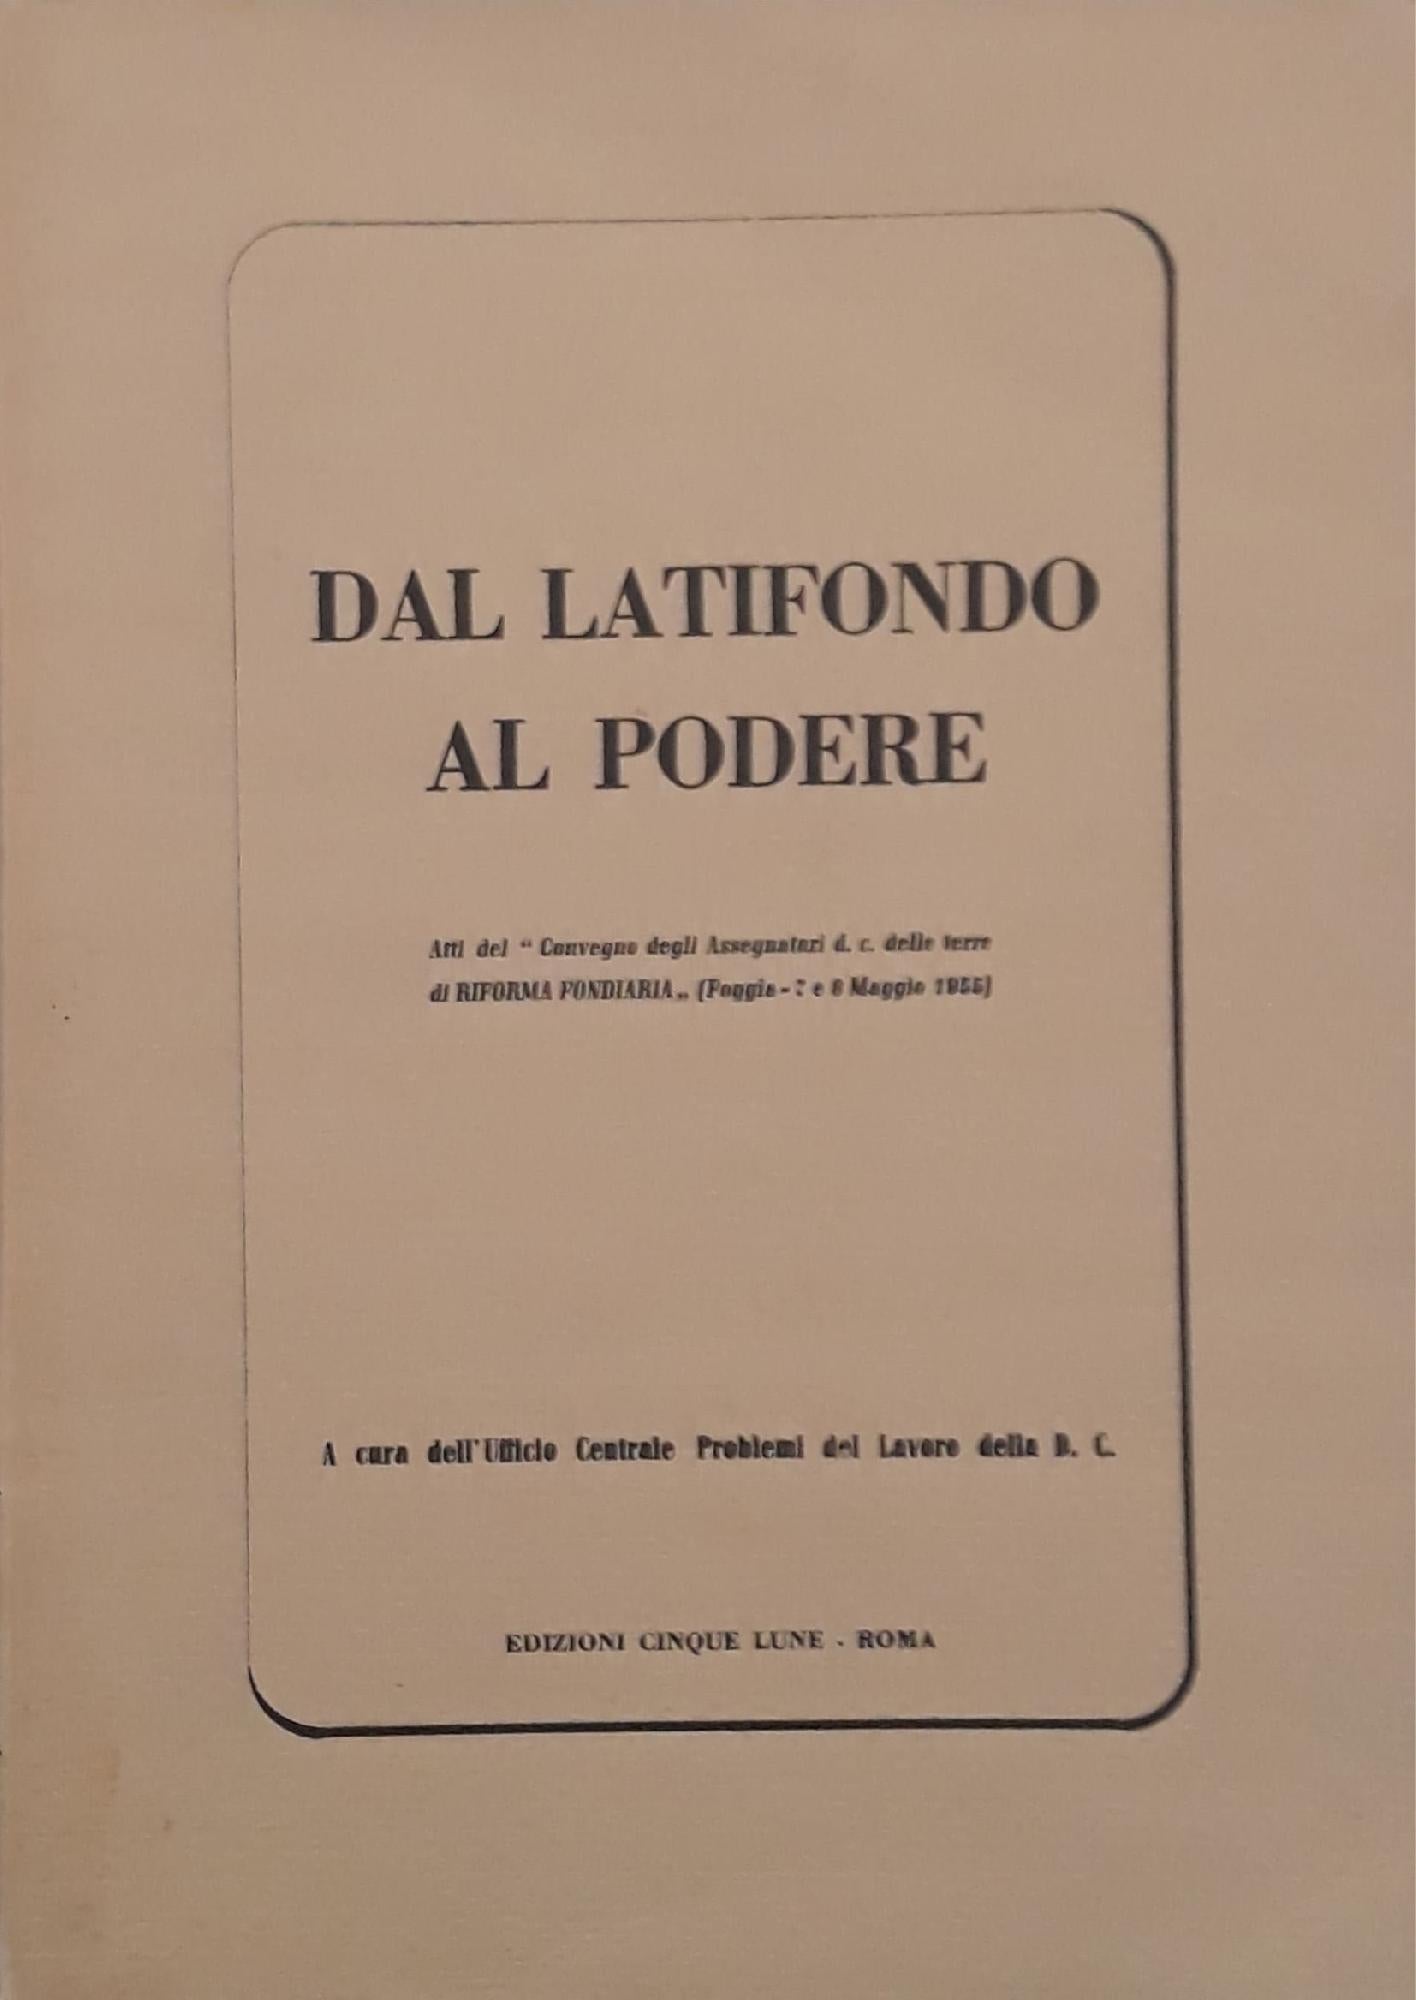 DAL LATIFONDO
AL PODERE
Atti del “ Convegno degli Assegnatari d. c. delle terre
di RIFORMA FONDIARIA „ (Foggia - 7 e 8 Maggio 1955)
A cura dell'Ufficio Centrale Problemi del Lavoro della D. C.
EDIZIONI CINQUE LUNE - ROMA